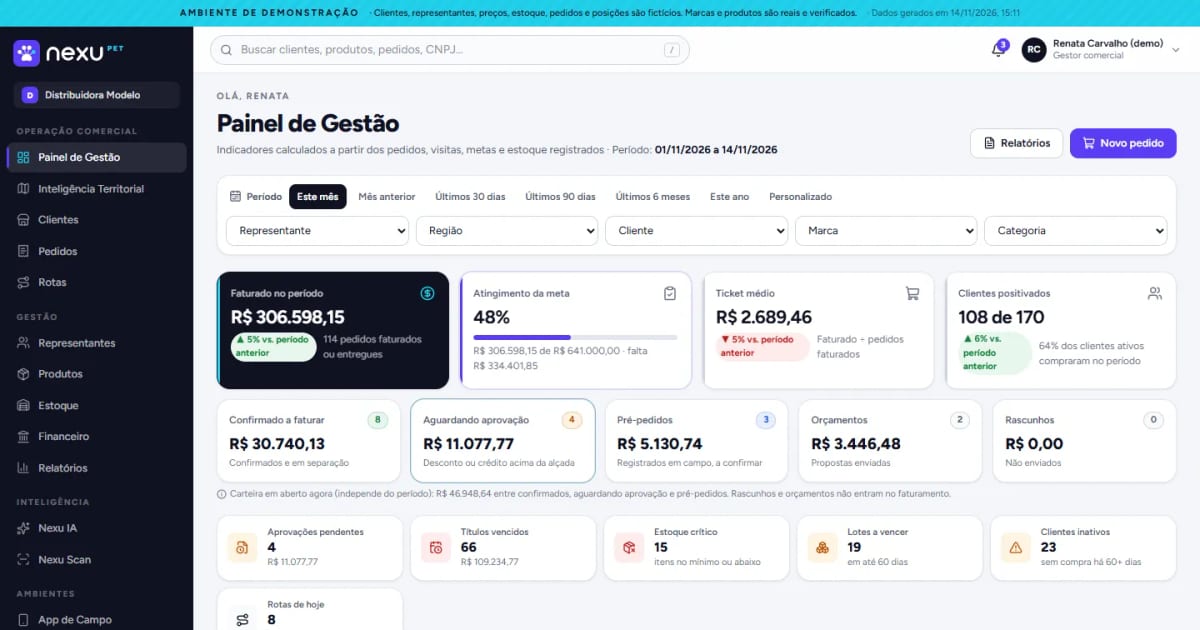 AMBIENTE DE DEMONSTRAÇÃO · Clientes, representantes, preços, estoque, pedidos e posições são fictícios. Marcas e produtos são reais e verificados. · Dados gerados em 14/11/2026, 15:11
nexu PET
D Distribuidora Modelo
OPERAÇÃO COMERCIAL
Painel de Gestão
Inteligência Territorial
Clientes
Pedidos
Rotas
GESTÃO
Representantes
Produtos
Estoque
Financeiro
Relatórios
INTELIGÊNCIA
Nexu IA
Nexu Scan
AMBIENTES
App de Campo
Buscar clientes, produtos, pedidos, CNPJ... /
3
RC
Renata Carvalho (demo)
Gestor comercial
OLÁ, RENATA
Painel de Gestão
Indicadores calculados a partir dos pedidos, visitas, metas e estoque registrados · Período: 01/11/2026 a 14/11/2026
Relatórios
Novo pedido
Período Este mês Mês anterior Últimos 30 dias Últimos 90 dias Últimos 6 meses Este ano Personalizado
Representante Região Cliente Marca Categoria
Faturado no período
R$ 306.598,15
▲ 5% vs. período anterior
114 pedidos faturados
ou entregues
Atingimento da meta
48%
R$ 306.598,15 de R$ 641.000,00 · falta
R$ 334.401,85
Ticket médio
R$ 2.689,46
▼ 5% vs. período
anterior
Faturado ÷ pedidos
faturados
Clientes positivados
108 de 170
▲ 6% vs.
período
anterior
64% dos clientes ativos
compraram no período
Confirmado a faturar 8
R$ 30.740,13
Confirmados e em separação
Aguardando aprovação 4
R$ 11.077,77
Desconto ou crédito acima da alçada
Pré-pedidos 3
R$ 5.130,74
Registrados em campo, a confirmar
Orçamentos 2
R$ 3.446,48
Propostas enviadas
Rascunhos 0
R$ 0,00
Não enviados
Carteira em aberto agora (independe do período): R$ 46.948,64 entre confirmados, aguardando aprovação e pré-pedidos. Rascunhos e orçamentos não entram no faturamento.
Aprovações pendentes
4
R$ 11.077,77
Títulos vencidos
66
R$ 109.234,77
Estoque crítico
15
itens no mínimo ou abaixo
Lotes a vencer
19
em até 60 dias
Clientes inativos
23
sem compra há 60+ dias
Rotas de hoje
8